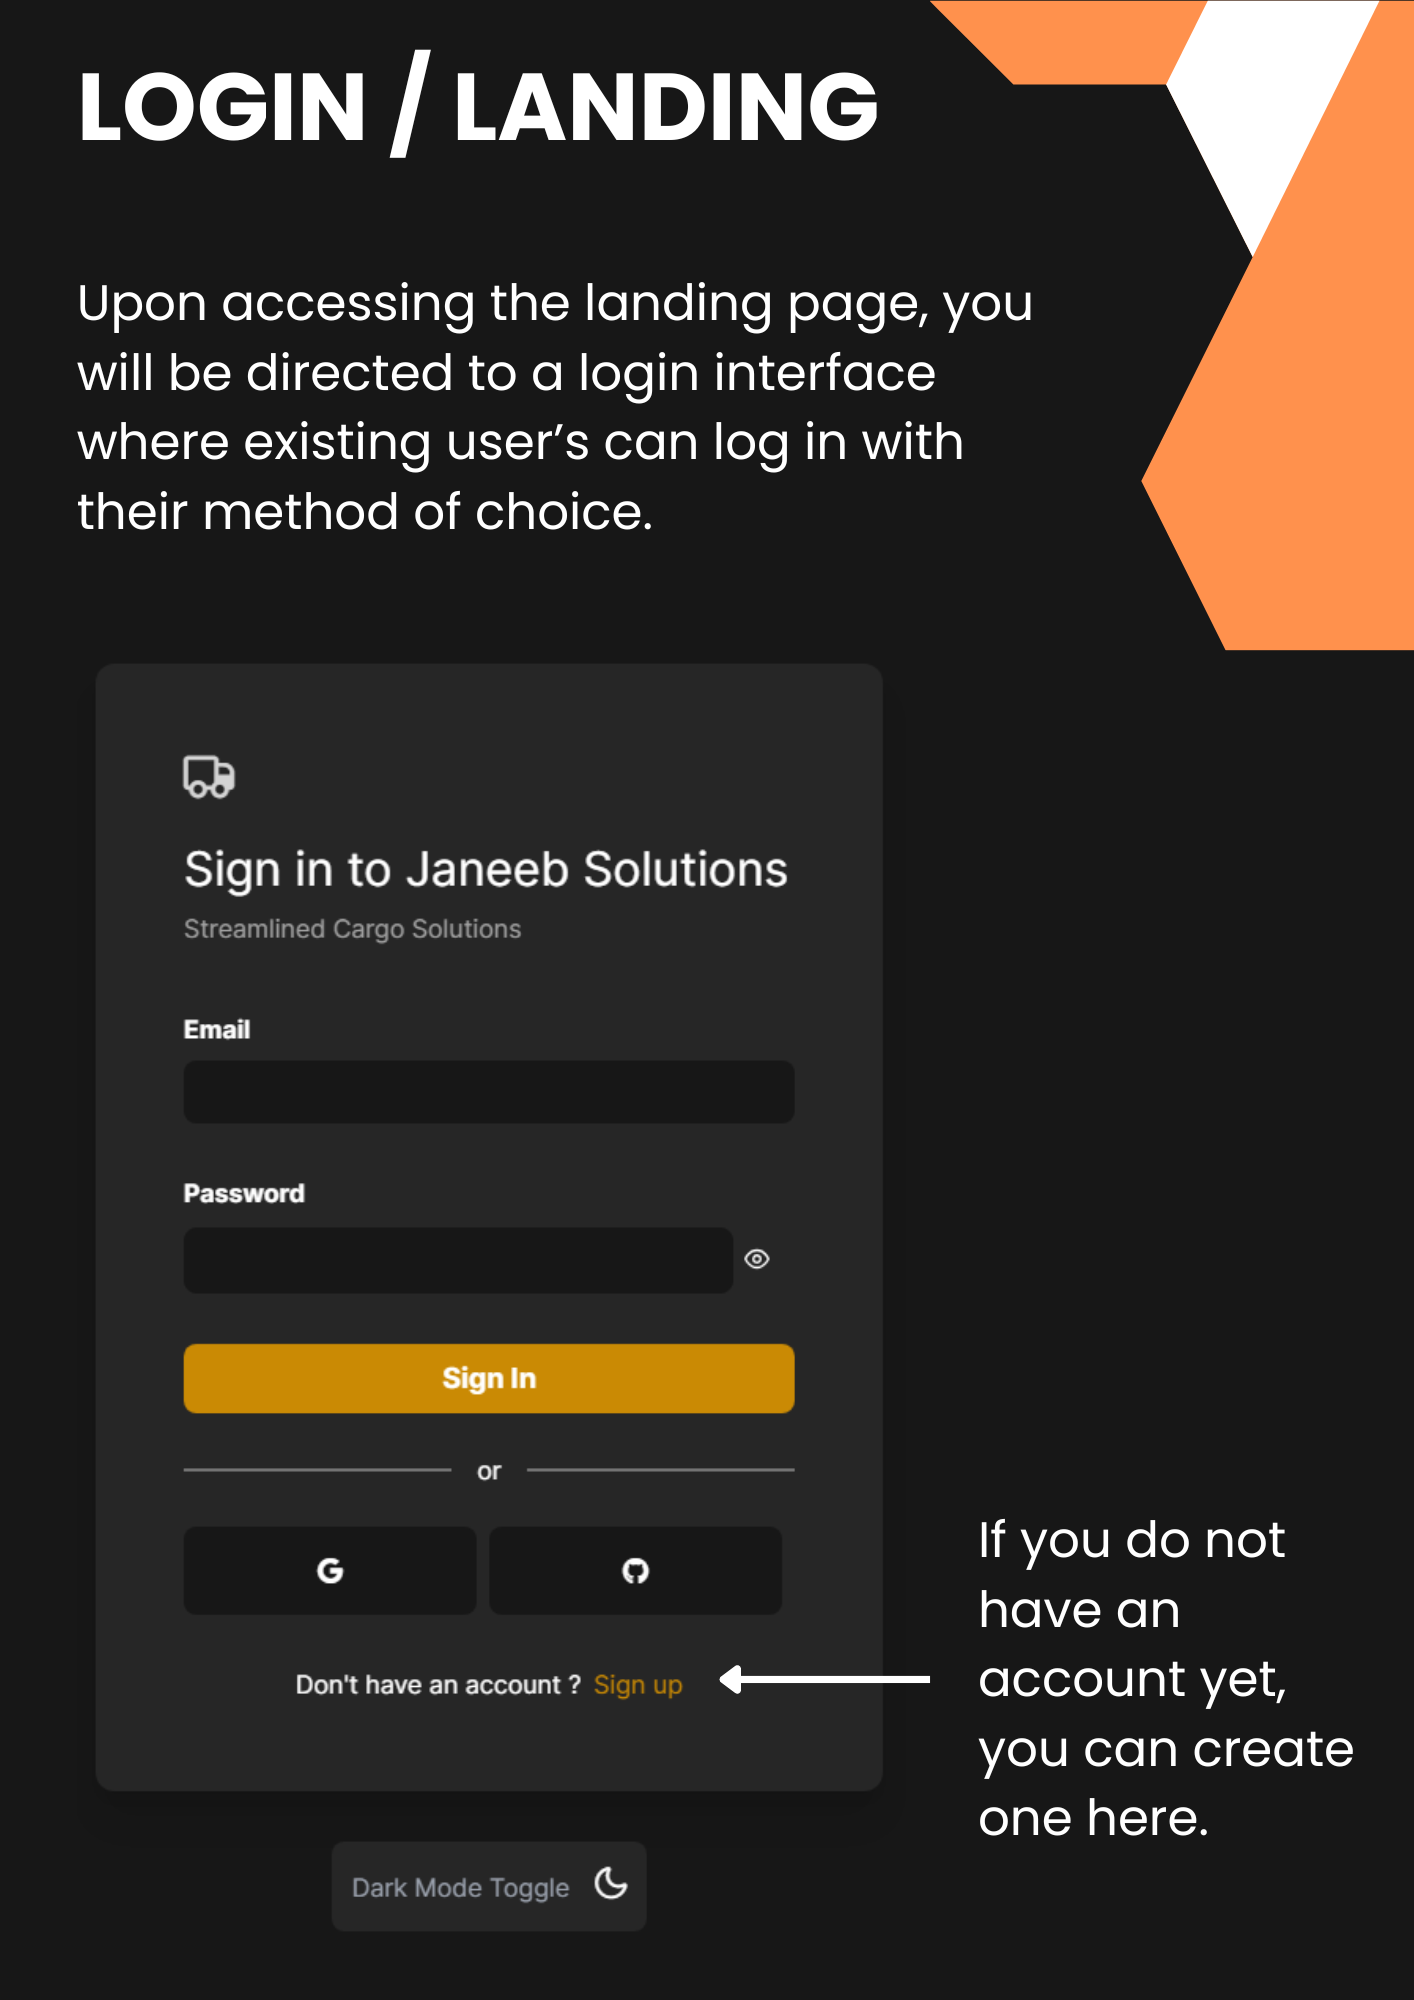 LOGIN / LANDING
Upon accessing the landing page, you
will be directed to a login interface
where existing user’s can log in with
their method of choice.
Sign in to Janeeb Solutions
Streamlined Cargo Solutions
Email
Password
Sign In
or
G
Don't have an account ? Sign up
If you do not
have an
account yet,
you can create
one here.
Dark Mode Toggle